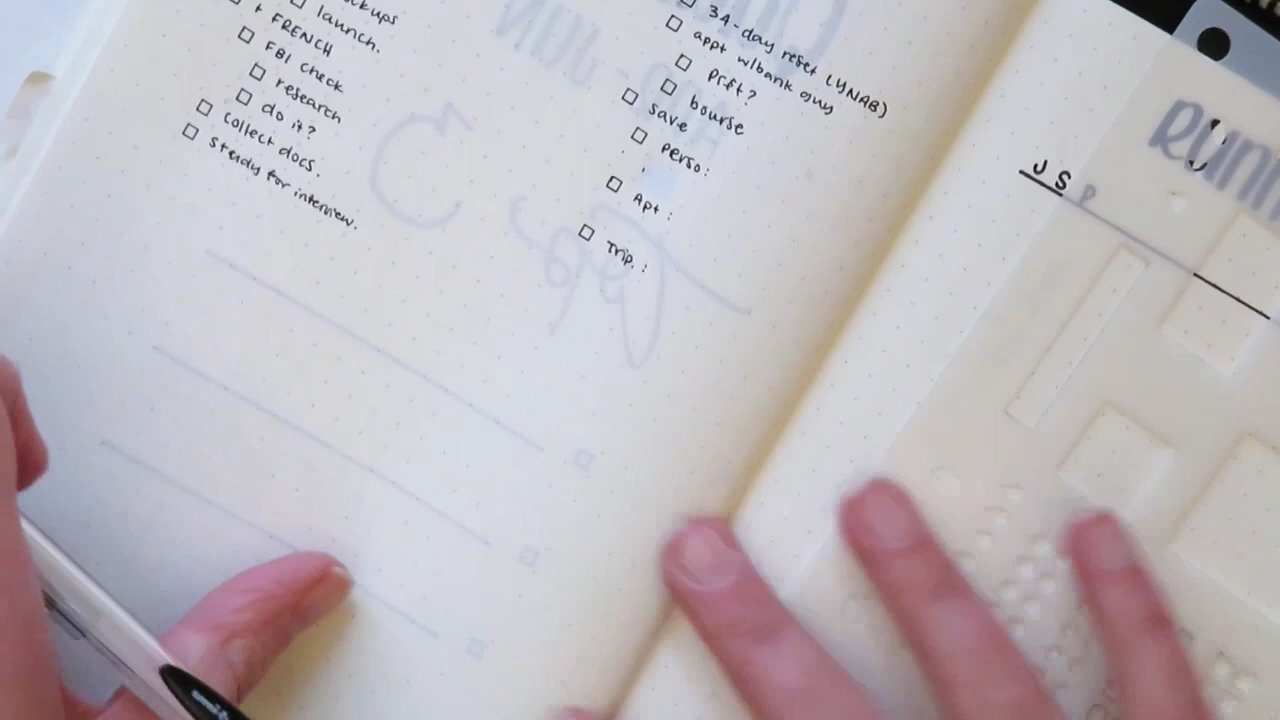 launch.
+ FRENCH
FBI check
research
do it?
collect docs.
steady for interview.
34-day reset (YNAB)
appt w/bank guy
Prft?
bourse
save
Perso:
Apt:
Trip.:
J S